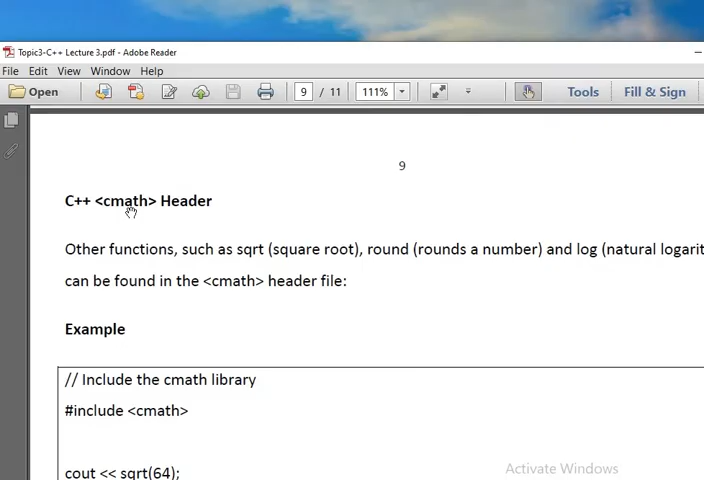 Topic3-C++ Lecture 3.pdf - Adobe Reader
File Edit View Window Help
Open 9 / 11 111% Tools Fill & Sign
9
C++ <cmath> Header
Other functions, such as sqrt (square root), round (rounds a number) and log (natural logarit
can be found in the <cmath> header file:
Example
// Include the cmath library
#include <cmath>
cout << sqrt(64);
Activate Windows